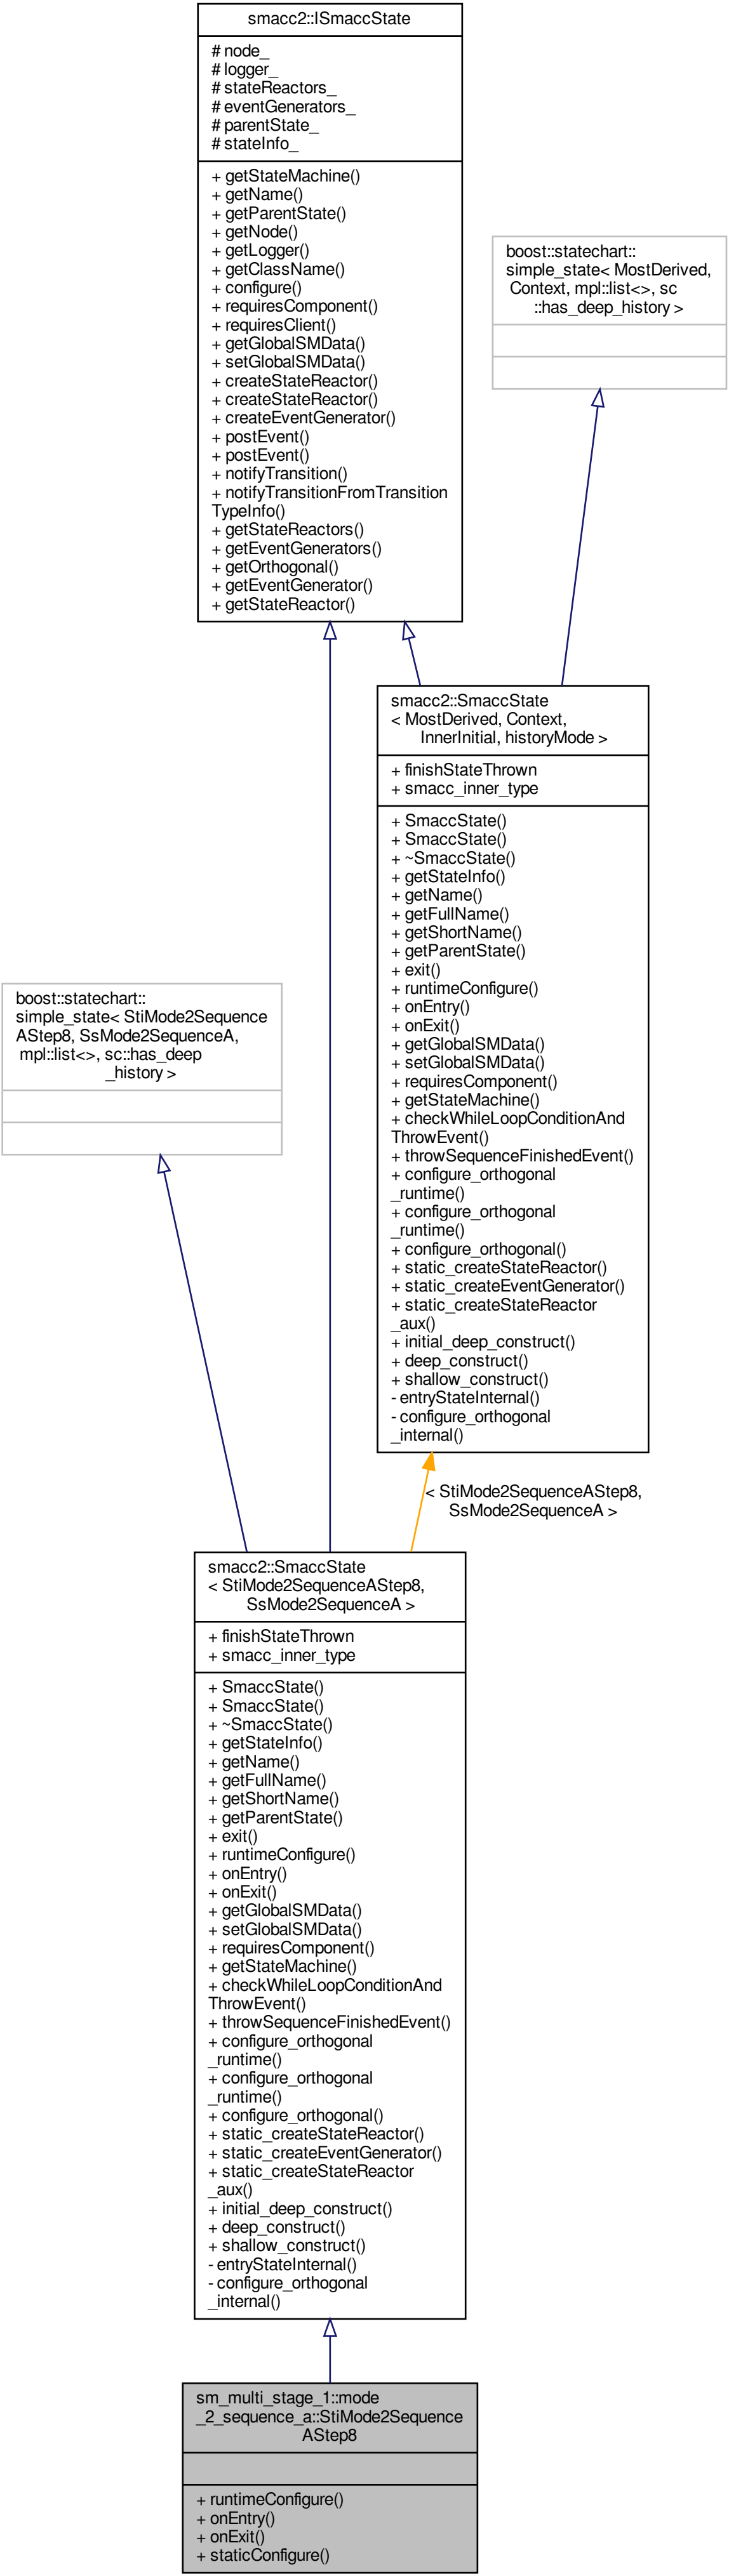 smacc2::ISmaccState
# node_
# logger_
# stateReactors_
# eventGenerators_
# parentState_
# stateInfo_
+ getStateMachine()
+ getName()
+ getParentState()
+ getNode()
+ getLogger()
+ getClassName()
+ configure()
+ requiresComponent()
+ requiresClient()
+ getGlobalSMData()
+ setGlobalSMData()
+ createStateReactor()
+ createStateReactor()
+ createEventGenerator()
+ postEvent()
+ postEvent()
+ notifyTransition()
+ notifyTransitionFromTransition
TypeInfo()
+ getStateReactors()
+ getEventGenerators()
+ getOrthogonal()
+ getEventGenerator()
+ getStateReactor()
boost::statechart::
simple_state< MostDerived,
Context, mpl::list<>, sc
::has_deep_history >
smacc2::SmaccState
< MostDerived, Context,
InnerInitial, historyMode >
+ finishStateThrown
+ smacc_inner_type
+ SmaccState()
+ SmaccState()
+ ~SmaccState()
+ getStateInfo()
+ getName()
+ getFullName()
+ getShortName()
+ getParentState()
+ exit()
+ runtimeConfigure()
+ onEntry()
+ onExit()
+ getGlobalSMData()
+ setGlobalSMData()
+ requiresComponent()
+ getStateMachine()
+ checkWhileLoopConditionAnd
ThrowEvent()
+ throwSequenceFinishedEvent()
+ configure_orthogonal
_runtime()
+ configure_orthogonal
_runtime()
+ configure_orthogonal()
+ static_createStateReactor()
+ static_createEventGenerator()
+ static_createStateReactor
_aux()
+ initial_deep_construct()
+ deep_construct()
+ shallow_construct()
- entryStateInternal()
- configure_orthogonal
_internal()
boost::statechart::
simple_state< StiMode2Sequence
AStep8, SsMode2SequenceA,
mpl::list<>, sc::has_deep
_history >
< StiMode2SequenceAStep8,
SsMode2SequenceA >
smacc2::SmaccState
< StiMode2SequenceAStep8,
SsMode2SequenceA >
+ finishStateThrown
+ smacc_inner_type
+ SmaccState()
+ SmaccState()
+ ~SmaccState()
+ getStateInfo()
+ getName()
+ getFullName()
+ getShortName()
+ getParentState()
+ exit()
+ runtimeConfigure()
+ onEntry()
+ onExit()
+ getGlobalSMData()
+ setGlobalSMData()
+ requiresComponent()
+ getStateMachine()
+ checkWhileLoopConditionAnd
ThrowEvent()
+ throwSequenceFinishedEvent()
+ configure_orthogonal
_runtime()
+ configure_orthogonal
_runtime()
+ configure_orthogonal()
+ static_createStateReactor()
+ static_createEventGenerator()
+ static_createStateReactor
_aux()
+ initial_deep_construct()
+ deep_construct()
+ shallow_construct()
- entryStateInternal()
- configure_orthogonal
_internal()
sm_multi_stage_1::mode
_2_sequence_a::StiMode2Sequence
AStep8
+ runtimeConfigure()
+ onEntry()
+ onExit()
+ staticConfigure()